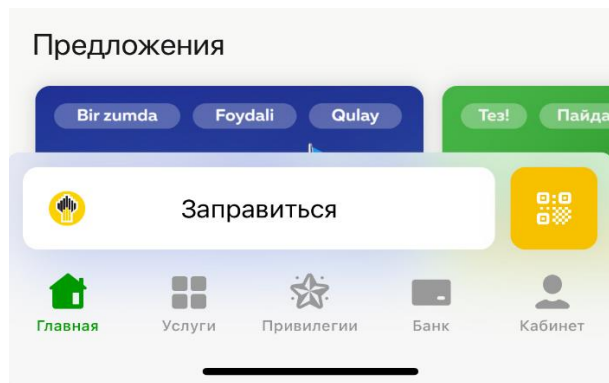 Предложения
Bir zumda Foydali Qulay Тез! Пайда
Заправиться
Главная Услуги Привилегии Банк Кабинет